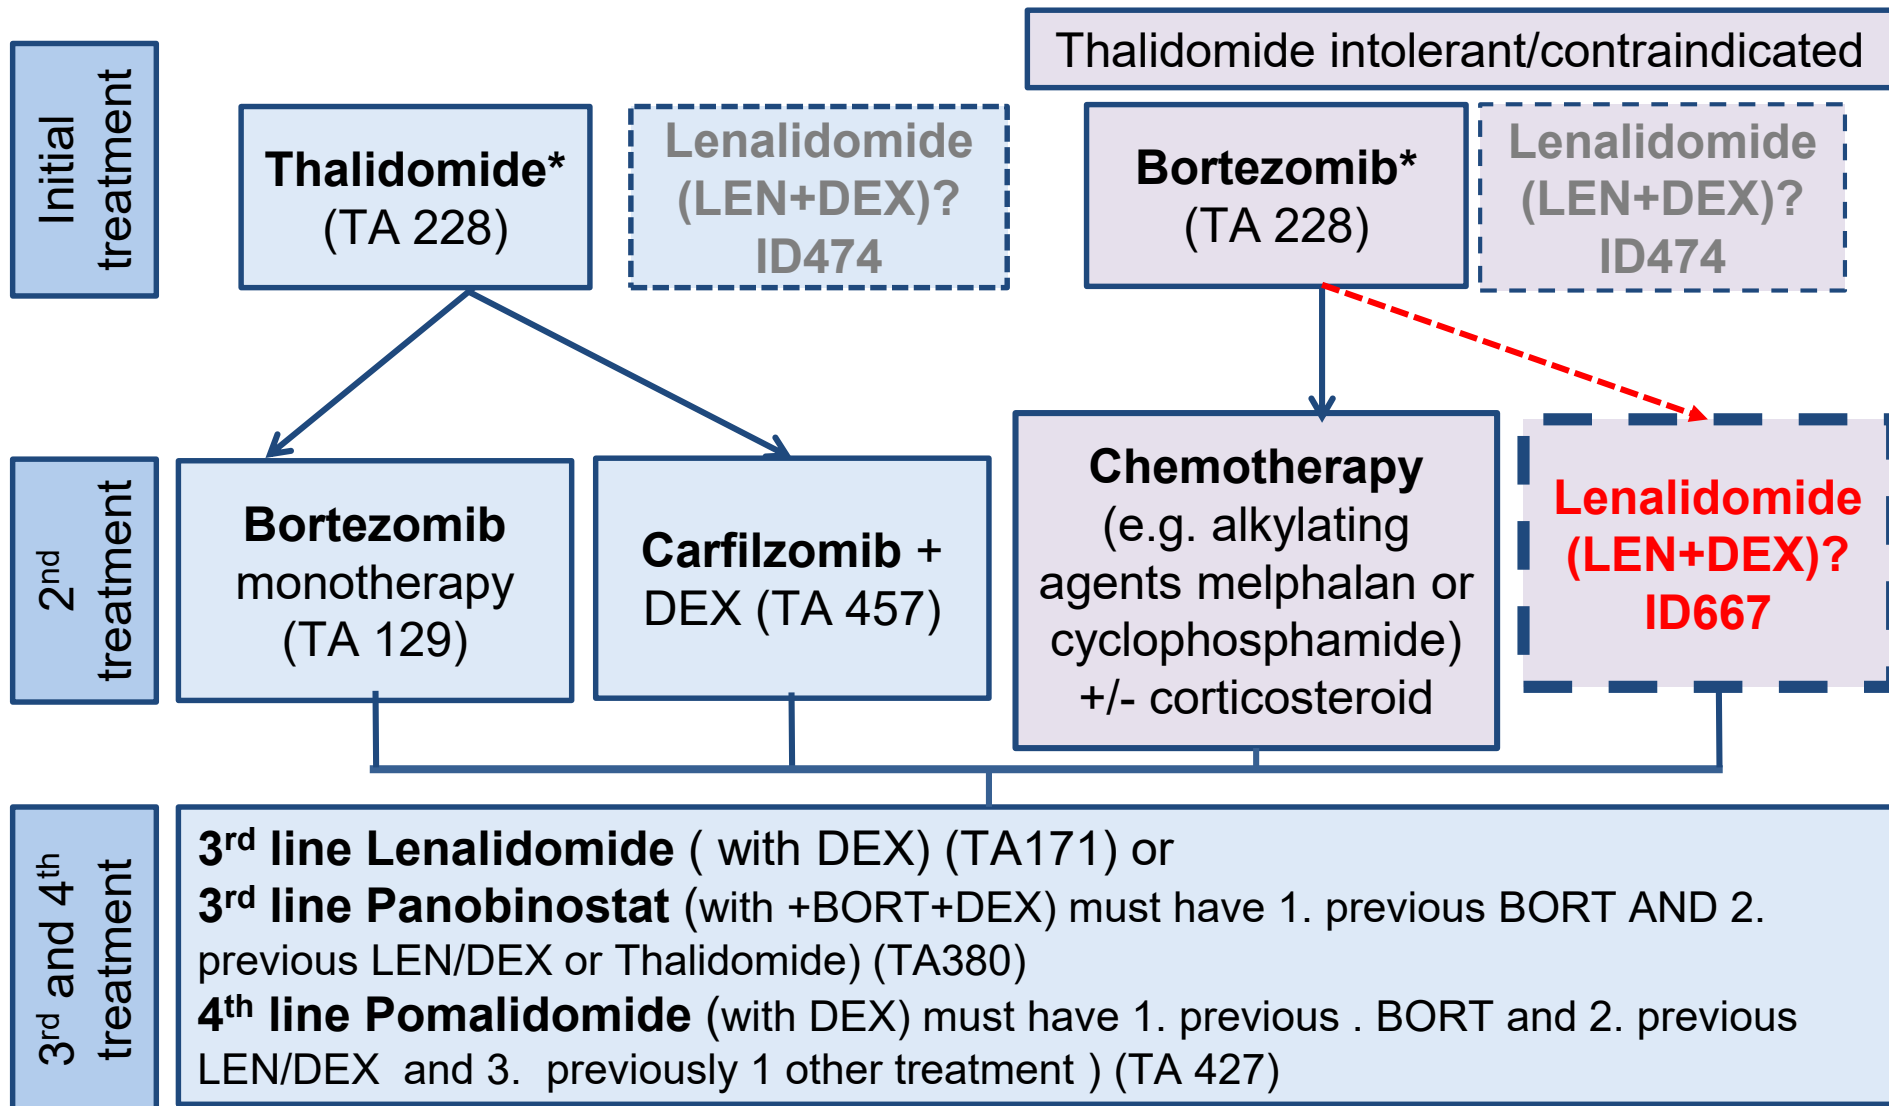 Thalidomide intolerant/contraindicated
Initial
treatment
Thalidomide*
(TA 228)
Lenalidomide
(LEN+DEX)?
ID474
Bortezomib*
(TA 228)
Lenalidomide
(LEN+DEX)?
ID474
2nd
treatment
Bortezomib
monotherapy
(TA 129)
Carfilzomib +
DEX (TA 457)
Chemotherapy
(e.g. alkylating
agents melphalan or
cyclophosphamide)
+/- corticosteroid
Lenalidomide
(LEN+DEX)?
ID667
3rd and 4th
treatment
3rd line Lenalidomide ( with DEX) (TA171) or
3rd line Panobinostat (with +BORT+DEX) must have 1. previous BORT AND 2.
previous LEN/DEX or Thalidomide) (TA380)
4th line Pomalidomide (with DEX) must have 1. previous . BORT and 2. previous
LEN/DEX and 3. previously 1 other treatment ) (TA 427)